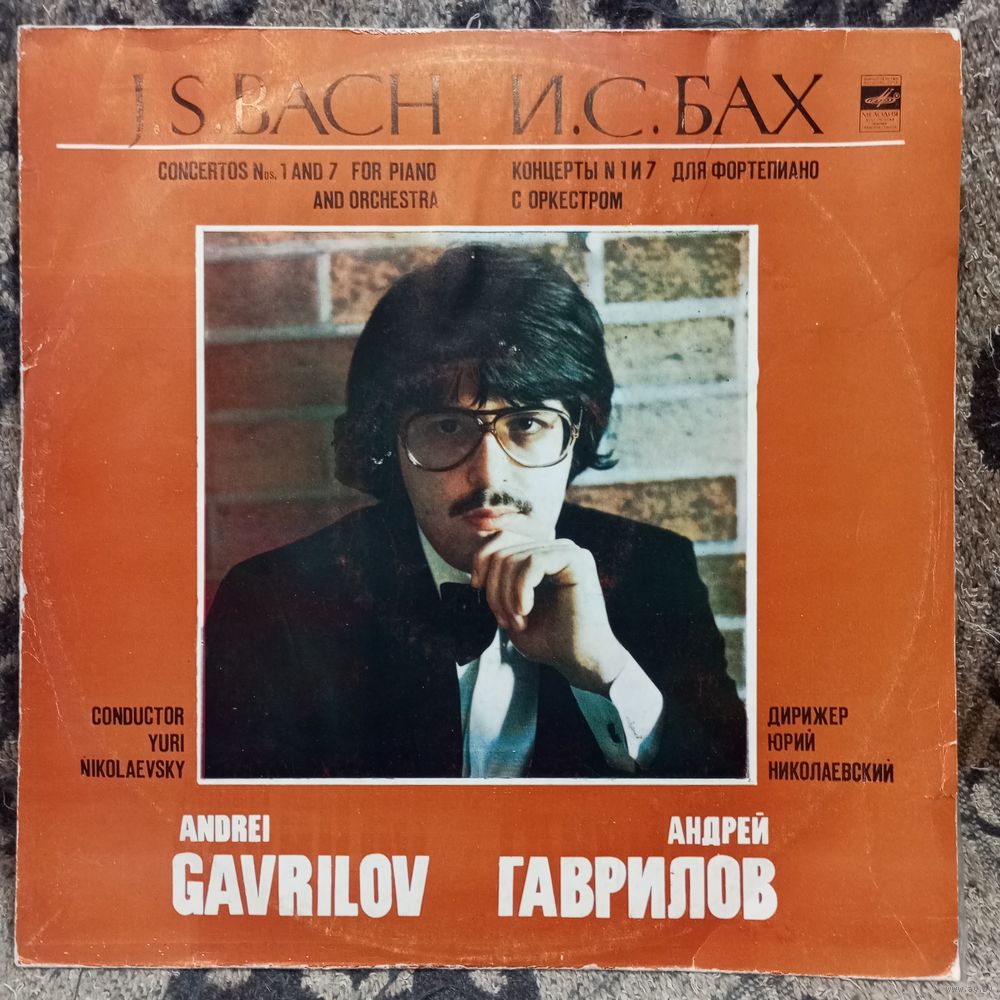 J S BACH И.С.БАХ
МЕЛОДИЯ
CONCERTOS Nos. 1 AND 7 FOR PIANO
AND ORCHESTRA
КОНЦЕРТЫ N 1 И 7 ДЛЯ ФОРТЕПИАНО
С ОРКЕСТРОМ
CONDUCTOR
YURI
NIKOLAEVSKY
ДИРИЖЕР
ЮРИЙ
НИКОЛАЕВСКИЙ
ANDREI
GAVRILOV
АНДРЕЙ
ГАВРИЛОВ